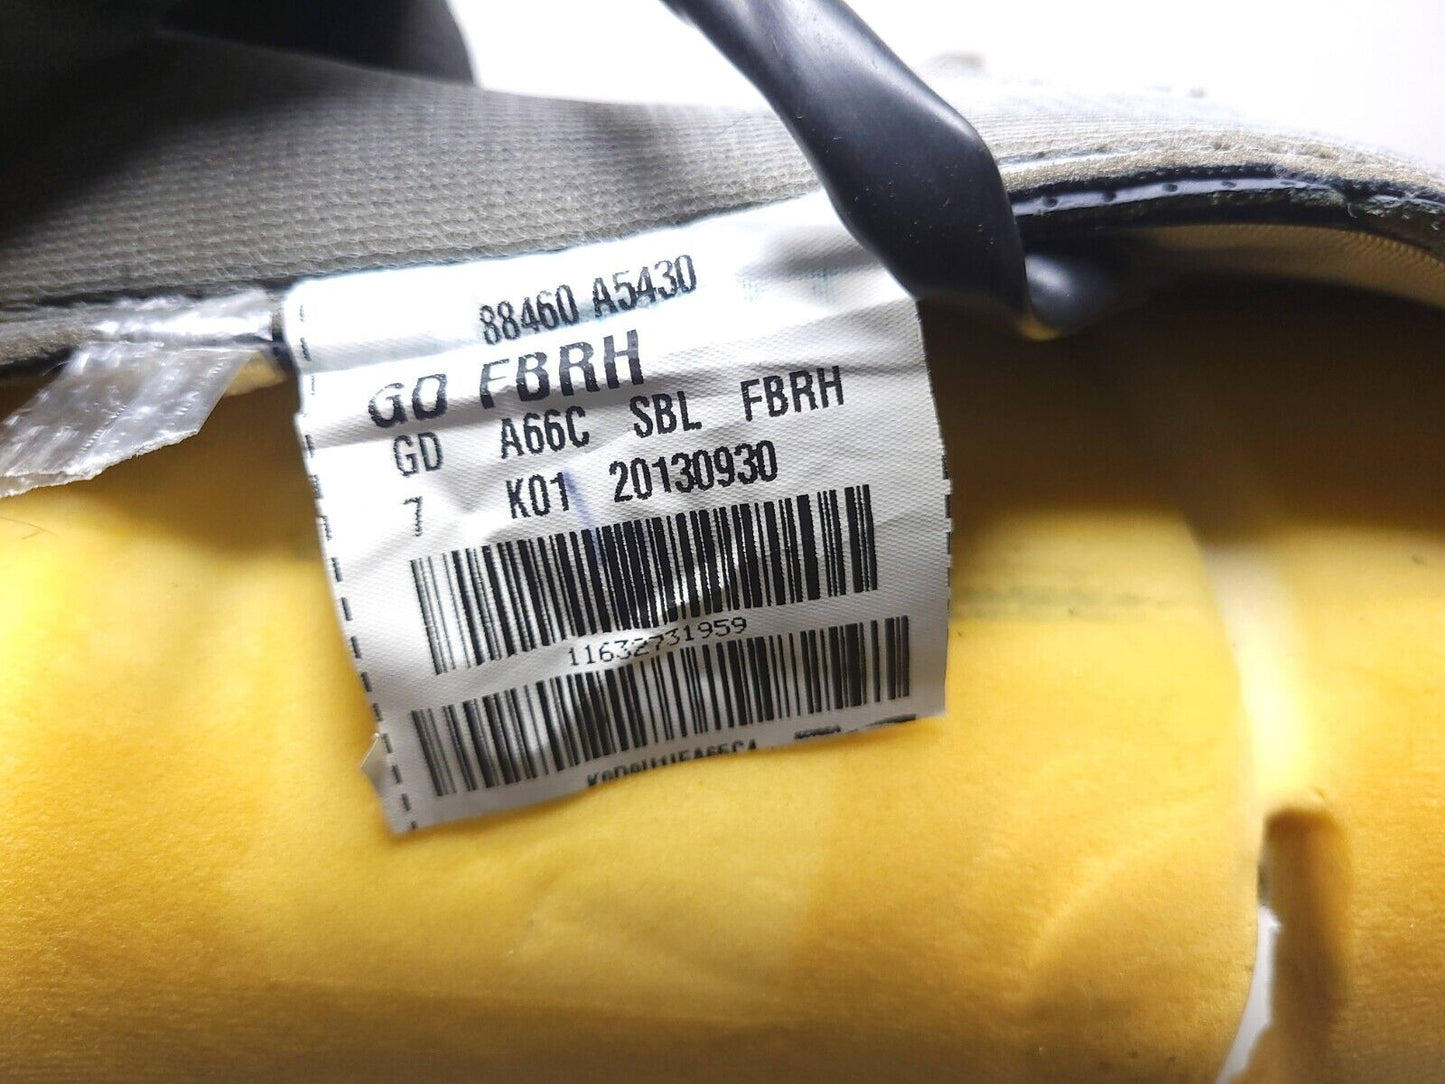 88460 A5430
GD FBRH
GD A66C SBL FBRH
7 K01 20130930
11632731959